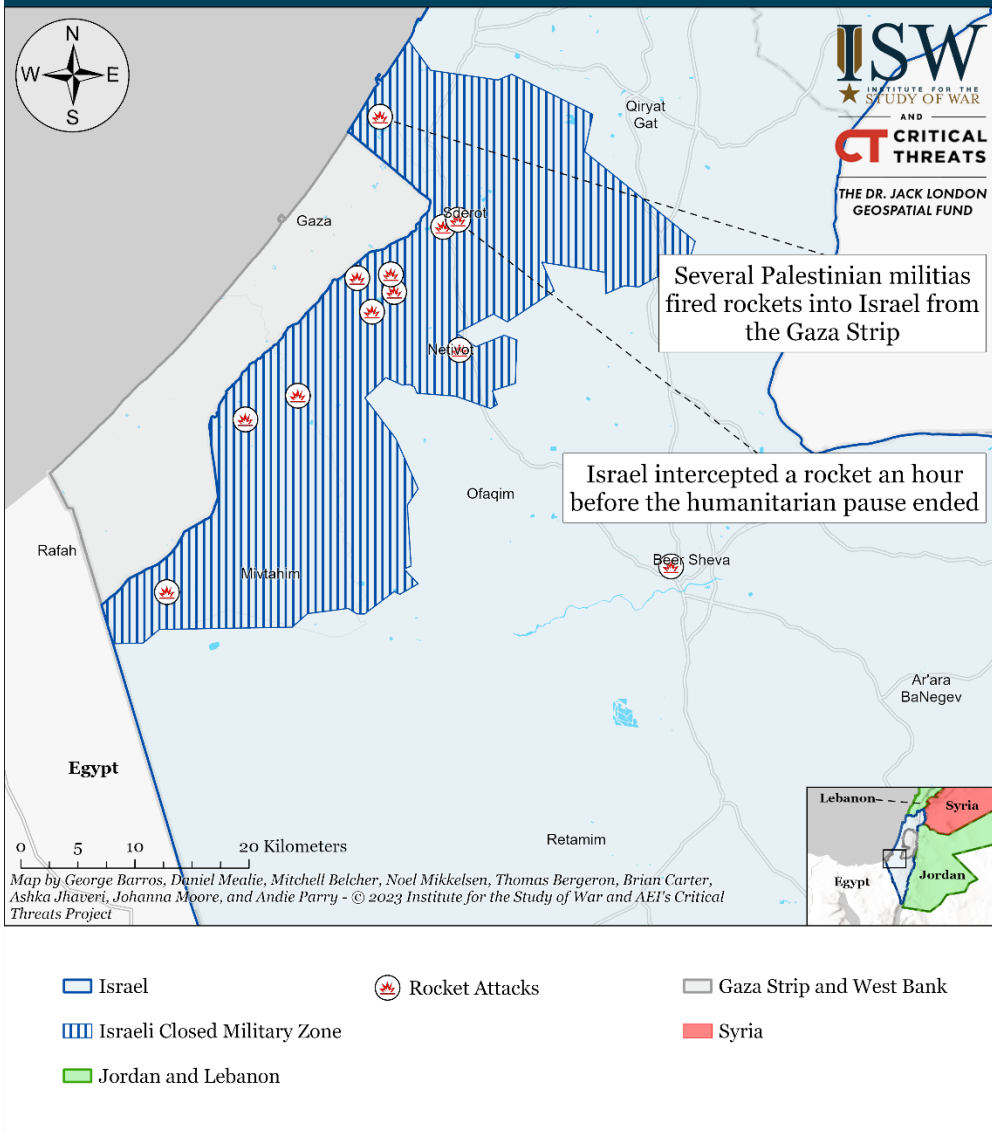 N
W E
S
ISW
INSTITUTE FOR THE
STUDY OF WAR
AND
CT CRITICAL
THREATS
THE DR. JACK LONDON
GEOSPATIAL FUND
Qiryat
Gat
Gaza
Sderot
Several Palestinian militias
fired rockets into Israel from
the Gaza Strip
Netivot
Israel intercepted a rocket an hour
before the humanitarian pause ended
Ofaqim
Rafah
Beer Sheva
Mivtahim
Ar'ara
BaNegev
Egypt
Retamim
Lebanon
Syria
Egypt
Jordan
0 5 10 20 Kilometers
Map by George Barros, Daniel Mealie, Mitchell Belcher, Noel Mikkelsen, Thomas Bergeron, Brian Carter,
Ashka Jhaveri, Johanna Moore, and Andie Parry - © 2023 Institute for the Study of War and AEI's Critical
Threats Project
Israel
Rocket Attacks
Gaza Strip and West Bank
Israeli Closed Military Zone
Syria
Jordan and Lebanon